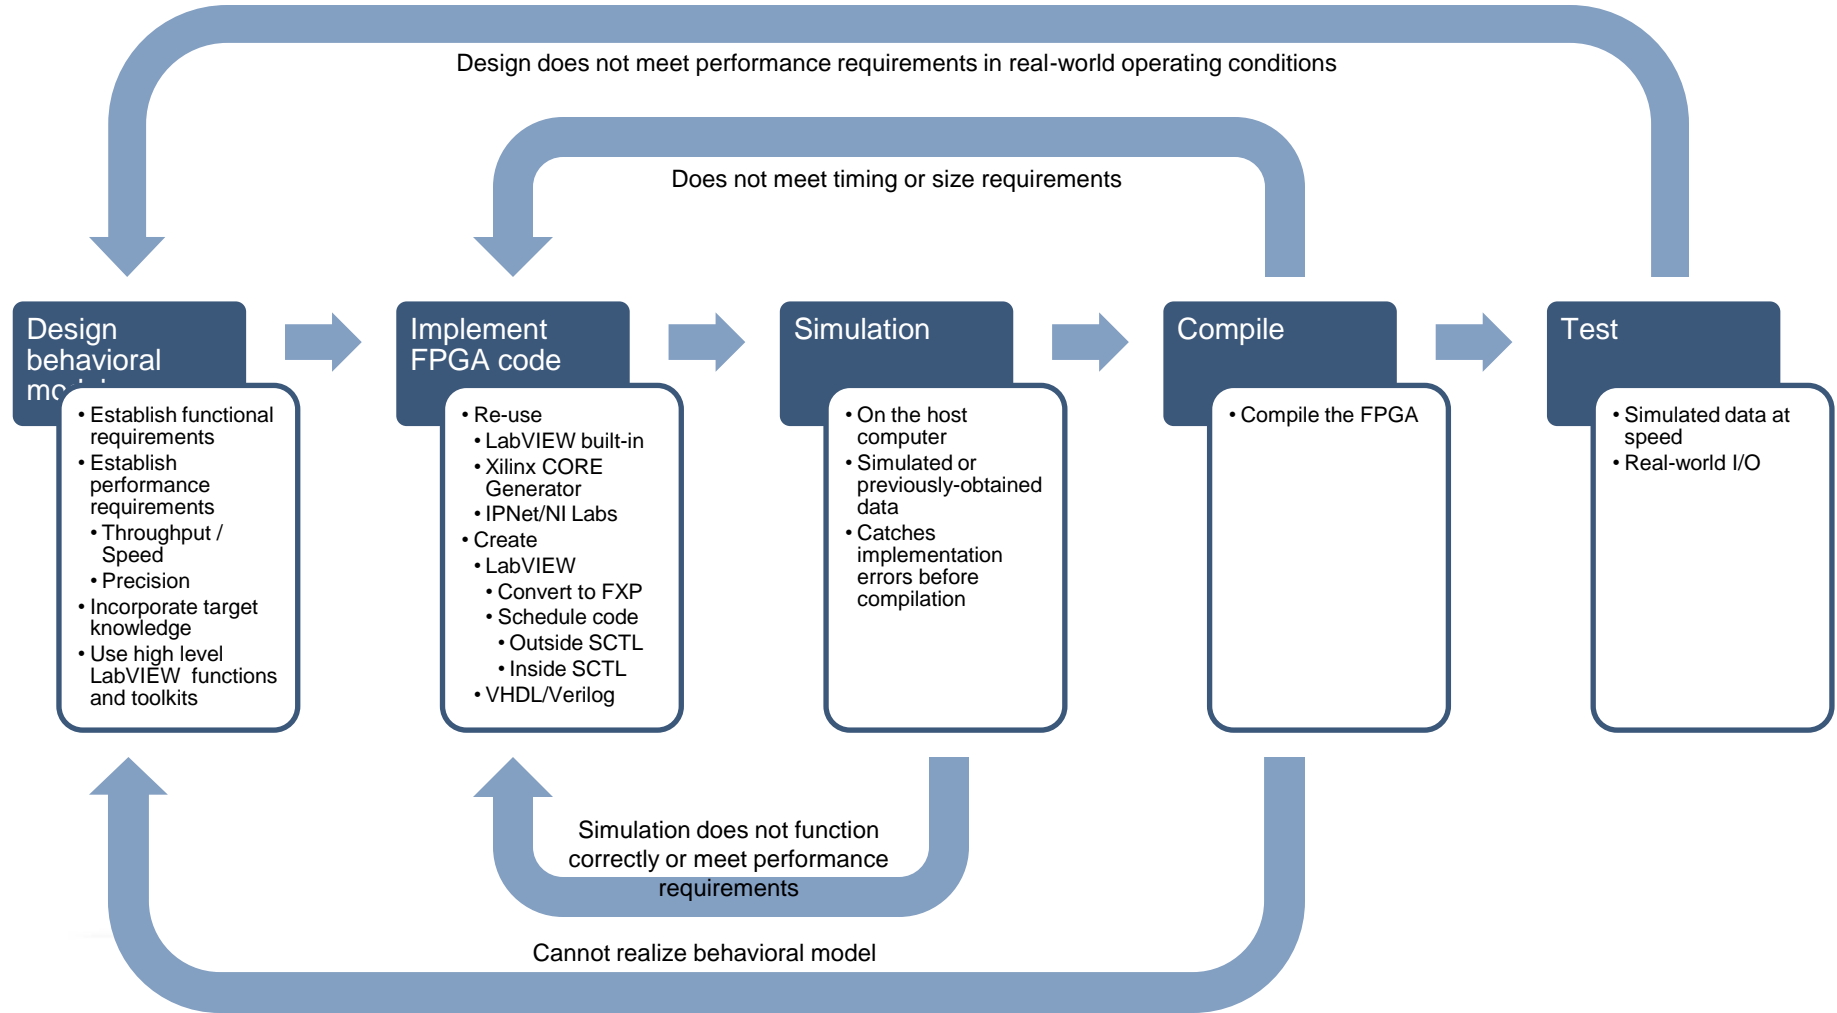 Design does not meet performance requirements in real-world operating conditions
Does not meet timing or size requirements
Design
behavioral
• Establish functional
requirements
• Establish
performance
requirements
• Throughput /
Speed
• Precision
• Incorporate target
knowledge
• Use high level
LabVIEW functions
and toolkits
Implement
FPGA code
• Re-use
• LabVIEW built-in
• Xilinx CORE
Generator
• IPNet/NI Labs
• Create
• LabVIEW
• Convert to FXP
• Schedule code
• Outside SCTL
• Inside SCTL
• VHDL/Verilog
Simulation
• On the host
computer
• Simulated or
previously-obtained
data
• Catches
implementation
errors before
compilation
Compile
• Compile the FPGA
Test
• Simulated data at
speed
• Real-world I/O
Simulation does not function
correctly or meet performance
requirements
Cannot realize behavioral model